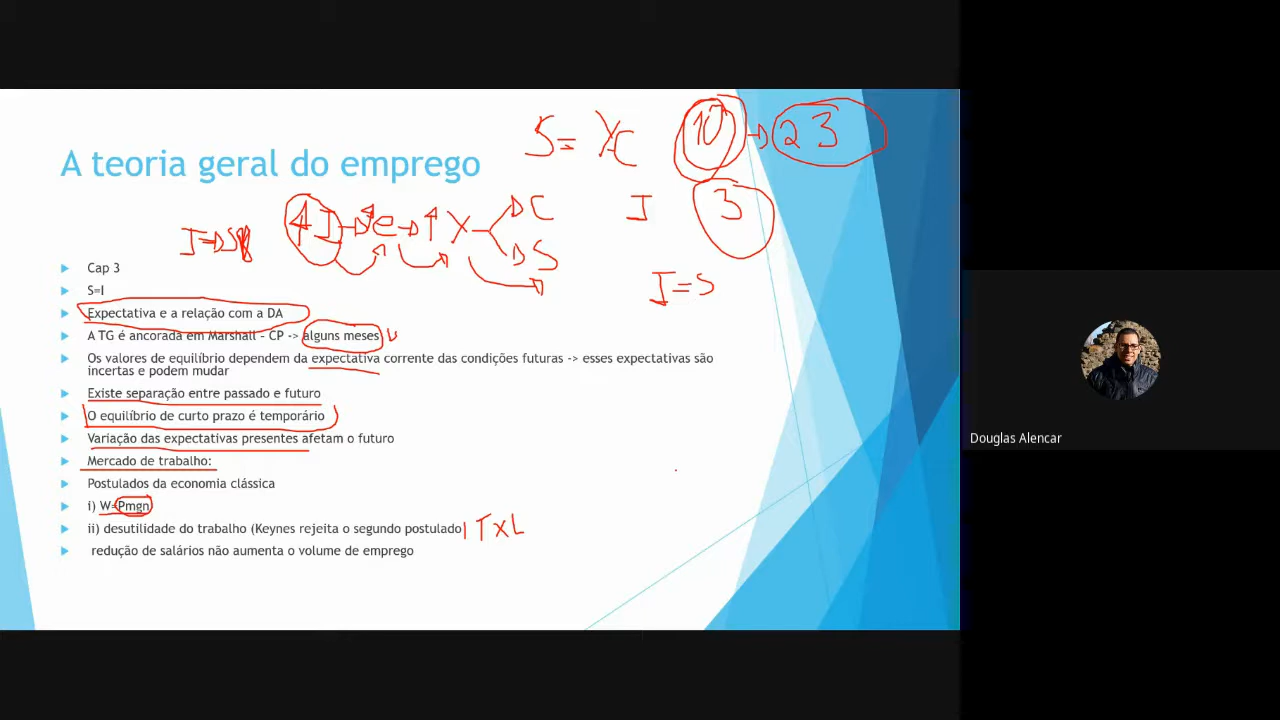 S = Y-C 10 → 23
A teoria geral do emprego
↑I → ↑e → ↑Y C I 3
S
I=S
Cap 3
S=I
Expectativa e a relação com a DA
A TG é ancorada em Marshall – CP -> alguns meses
Os valores de equilíbrio dependem da expectativa corrente das condições futuras -> esses expectativas são
incertas e podem mudar
Existe separação entre passado e futuro
O equilíbrio de curto prazo é temporário
Variação das expectativas presentes afetam o futuro
Douglas Alencar
Mercado de trabalho:
Postulados da economia clássica
i) W=Pmgn
ii) desutilidade do trabalho (Keynes rejeita o segundo postulado T x L
redução de salários não aumenta o volume de emprego